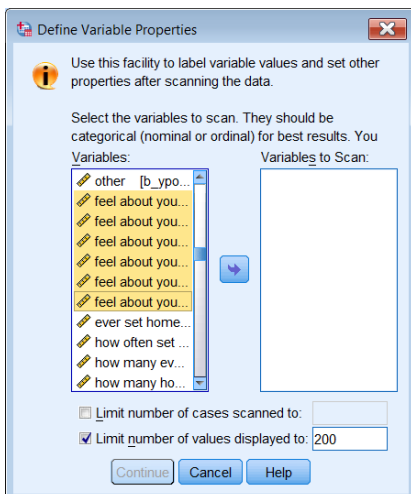 Define Variable Properties
Use this facility to label variable values and set other
properties after scanning the data.
Select the variables to scan. They should be
categorical (nominal or ordinal) for best results. You
Variables:
Variables to Scan:
other [b_ypo...
feel about you...
feel about you...
feel about you...
feel about you...
feel about you...
feel about you...
ever set home...
how often set ...
how many ev...
how many ho...
Limit number of cases scanned to:
Limit number of values displayed to: 200
Continue Cancel Help